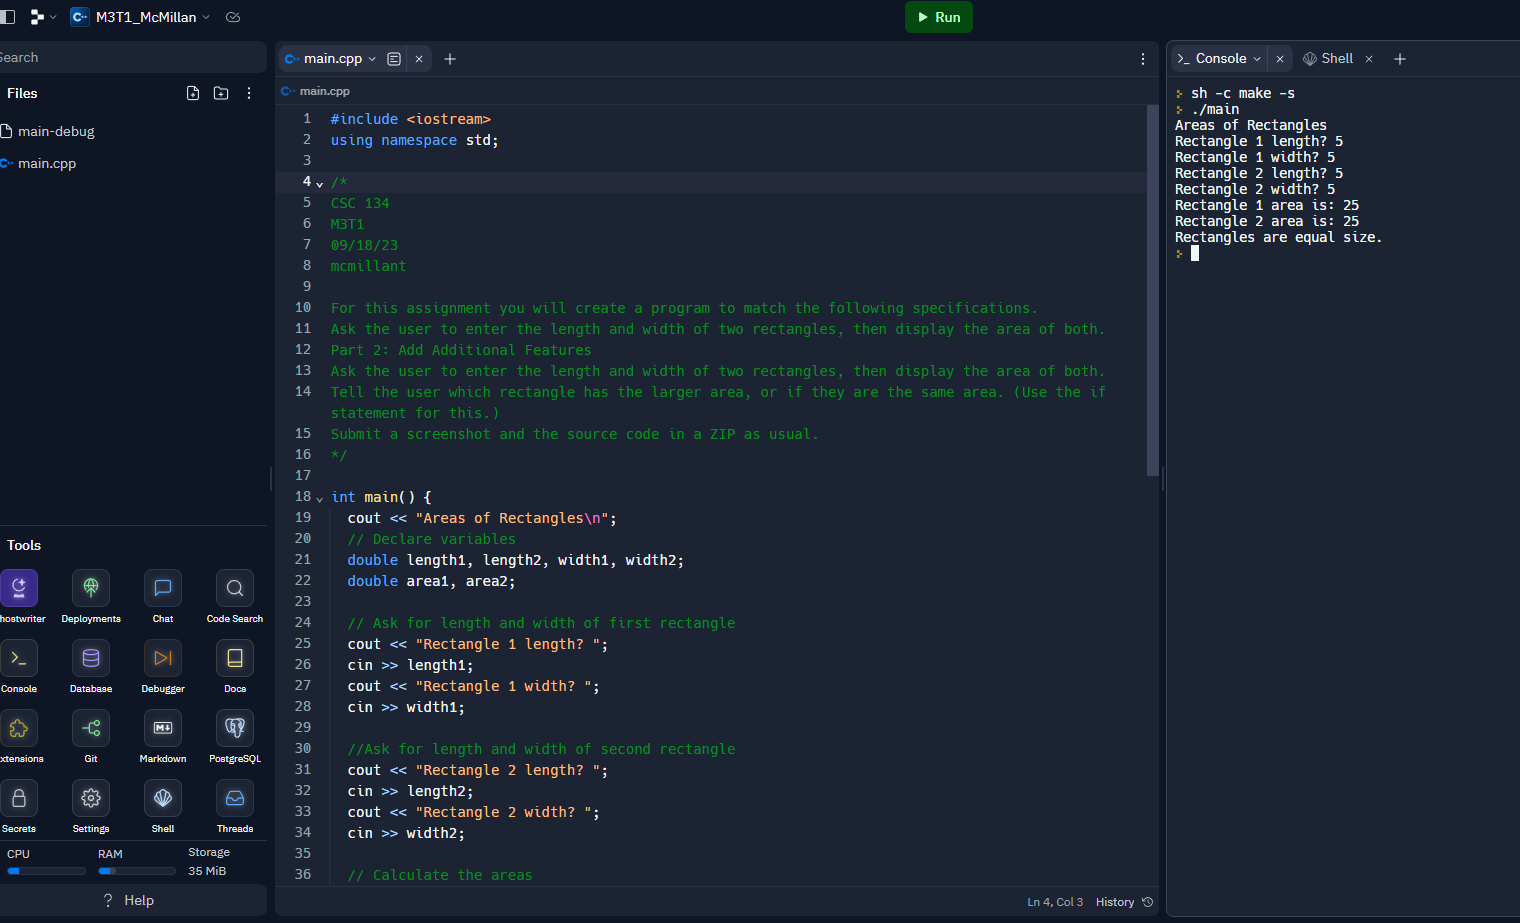 M3T1_McMillan
Run
Search
Files
main-debug
main.cpp
Tools
hostwriter
Deployments
Chat
Code Search
Console
Database
Debugger
Docs
xtensions
Git
Markdown
PostgreSQL
Secrets
Settings
Shell
Threads
CPU
RAM
Storage
35 MiB
? Help
main.cpp
main.cpp
1 #include <iostream>
2 using namespace std;
3
4 /*
5 CSC 134
6 M3T1
7 09/18/23
8 mcmillant
9
10 For this assignment you will create a program to match the following specifications.
11 Ask the user to enter the length and width of two rectangles, then display the area of both.
12 Part 2: Add Additional Features
13 Ask the user to enter the length and width of two rectangles, then display the area of both.
14 Tell the user which rectangle has the larger area, or if they are the same area. (Use the if
statement for this.)
15 Submit a screenshot and the source code in a ZIP as usual.
16 */
17
18 int main() {
19 cout << "Areas of Rectangles\n";
20 // Declare variables
21 double length1, length2, width1, width2;
22 double area1, area2;
23
24 // Ask for length and width of first rectangle
25 cout << "Rectangle 1 length? ";
26 cin >> length1;
27 cout << "Rectangle 1 width? ";
28 cin >> width1;
29
30 //Ask for length and width of second rectangle
31 cout << "Rectangle 2 length? ";
32 cin >> length2;
33 cout << "Rectangle 2 width? ";
34 cin >> width2;
35
36 // Calculate the areas
Ln 4, Col 3 History
Console
Shell
sh -c make -s
./main
Areas of Rectangles
Rectangle 1 length? 5
Rectangle 1 width? 5
Rectangle 2 length? 5
Rectangle 2 width? 5
Rectangle 1 area is: 25
Rectangle 2 area is: 25
Rectangles are equal size.